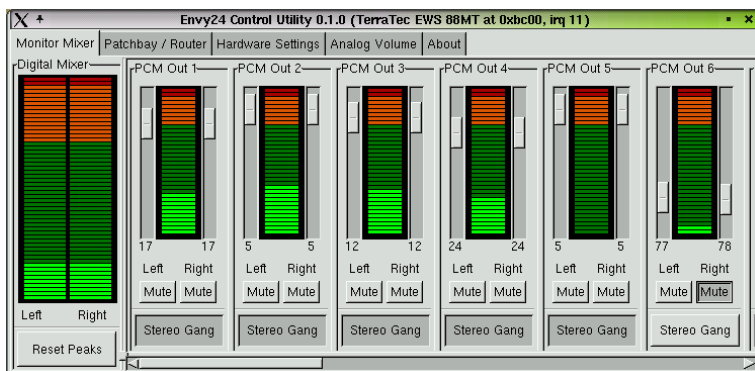 Envy24 Control Utility 0.1.0 (TerraTec EWS 88MT at 0xbc00, irq 11)
Monitor Mixer Patchbay / Router Hardware Settings Analog Volume About
Digital Mixer PCM Out 1 PCM Out 2 PCM Out 3 PCM Out 4 PCM Out 5 PCM Out 6
17 17 5 5 12 12 24 24 5 5 77 78
Left Right Left Right Left Right Left Right Left Right Left Right
Mute Mute Mute Mute Mute Mute Mute Mute Mute Mute Mute Mute
Left Right
Stereo Gang Stereo Gang Stereo Gang Stereo Gang Stereo Gang Stereo Gang
Reset Peaks